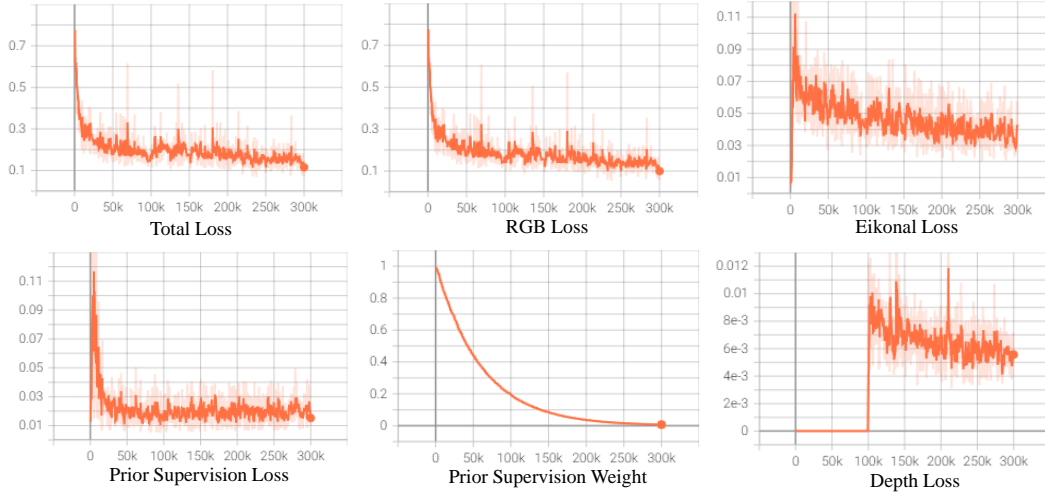 0.7
0.5
0.3
0.1
0 50k 100k 150k 200k 250k 300k
Total Loss
0.7
0.5
0.3
0.1
0 50k 100k 150k 200k 250k 300k
RGB Loss
0.11
0.09
0.07
0.05
0.03
0.01
0 50k 100k 150k 200k 250k 300k
Eikonal Loss
0.11
0.09
0.07
0.05
0.03
0.01
0 50k 100k 150k 200k 250k 300k
Prior Supervision Loss
1
0.8
0.6
0.4
0.2
0
0 50k 100k 150k 200k 250k 300k
Prior Supervision Weight
0.012
0.01
8e-3
6e-3
4e-3
2e-3
0
0 50k 100k 150k 200k 250k 300k
Depth Loss